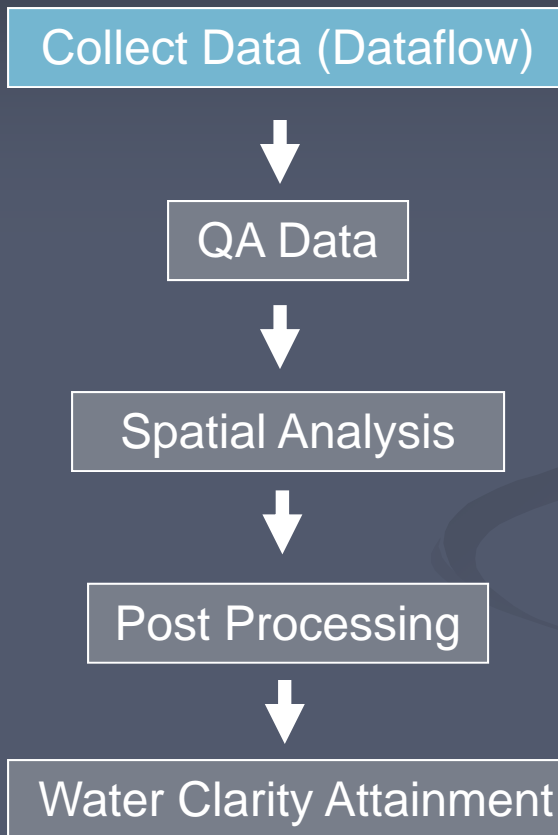 Collect Data (Dataflow)
QA Data
Spatial Analysis
Post Processing
Water Clarity Attainment